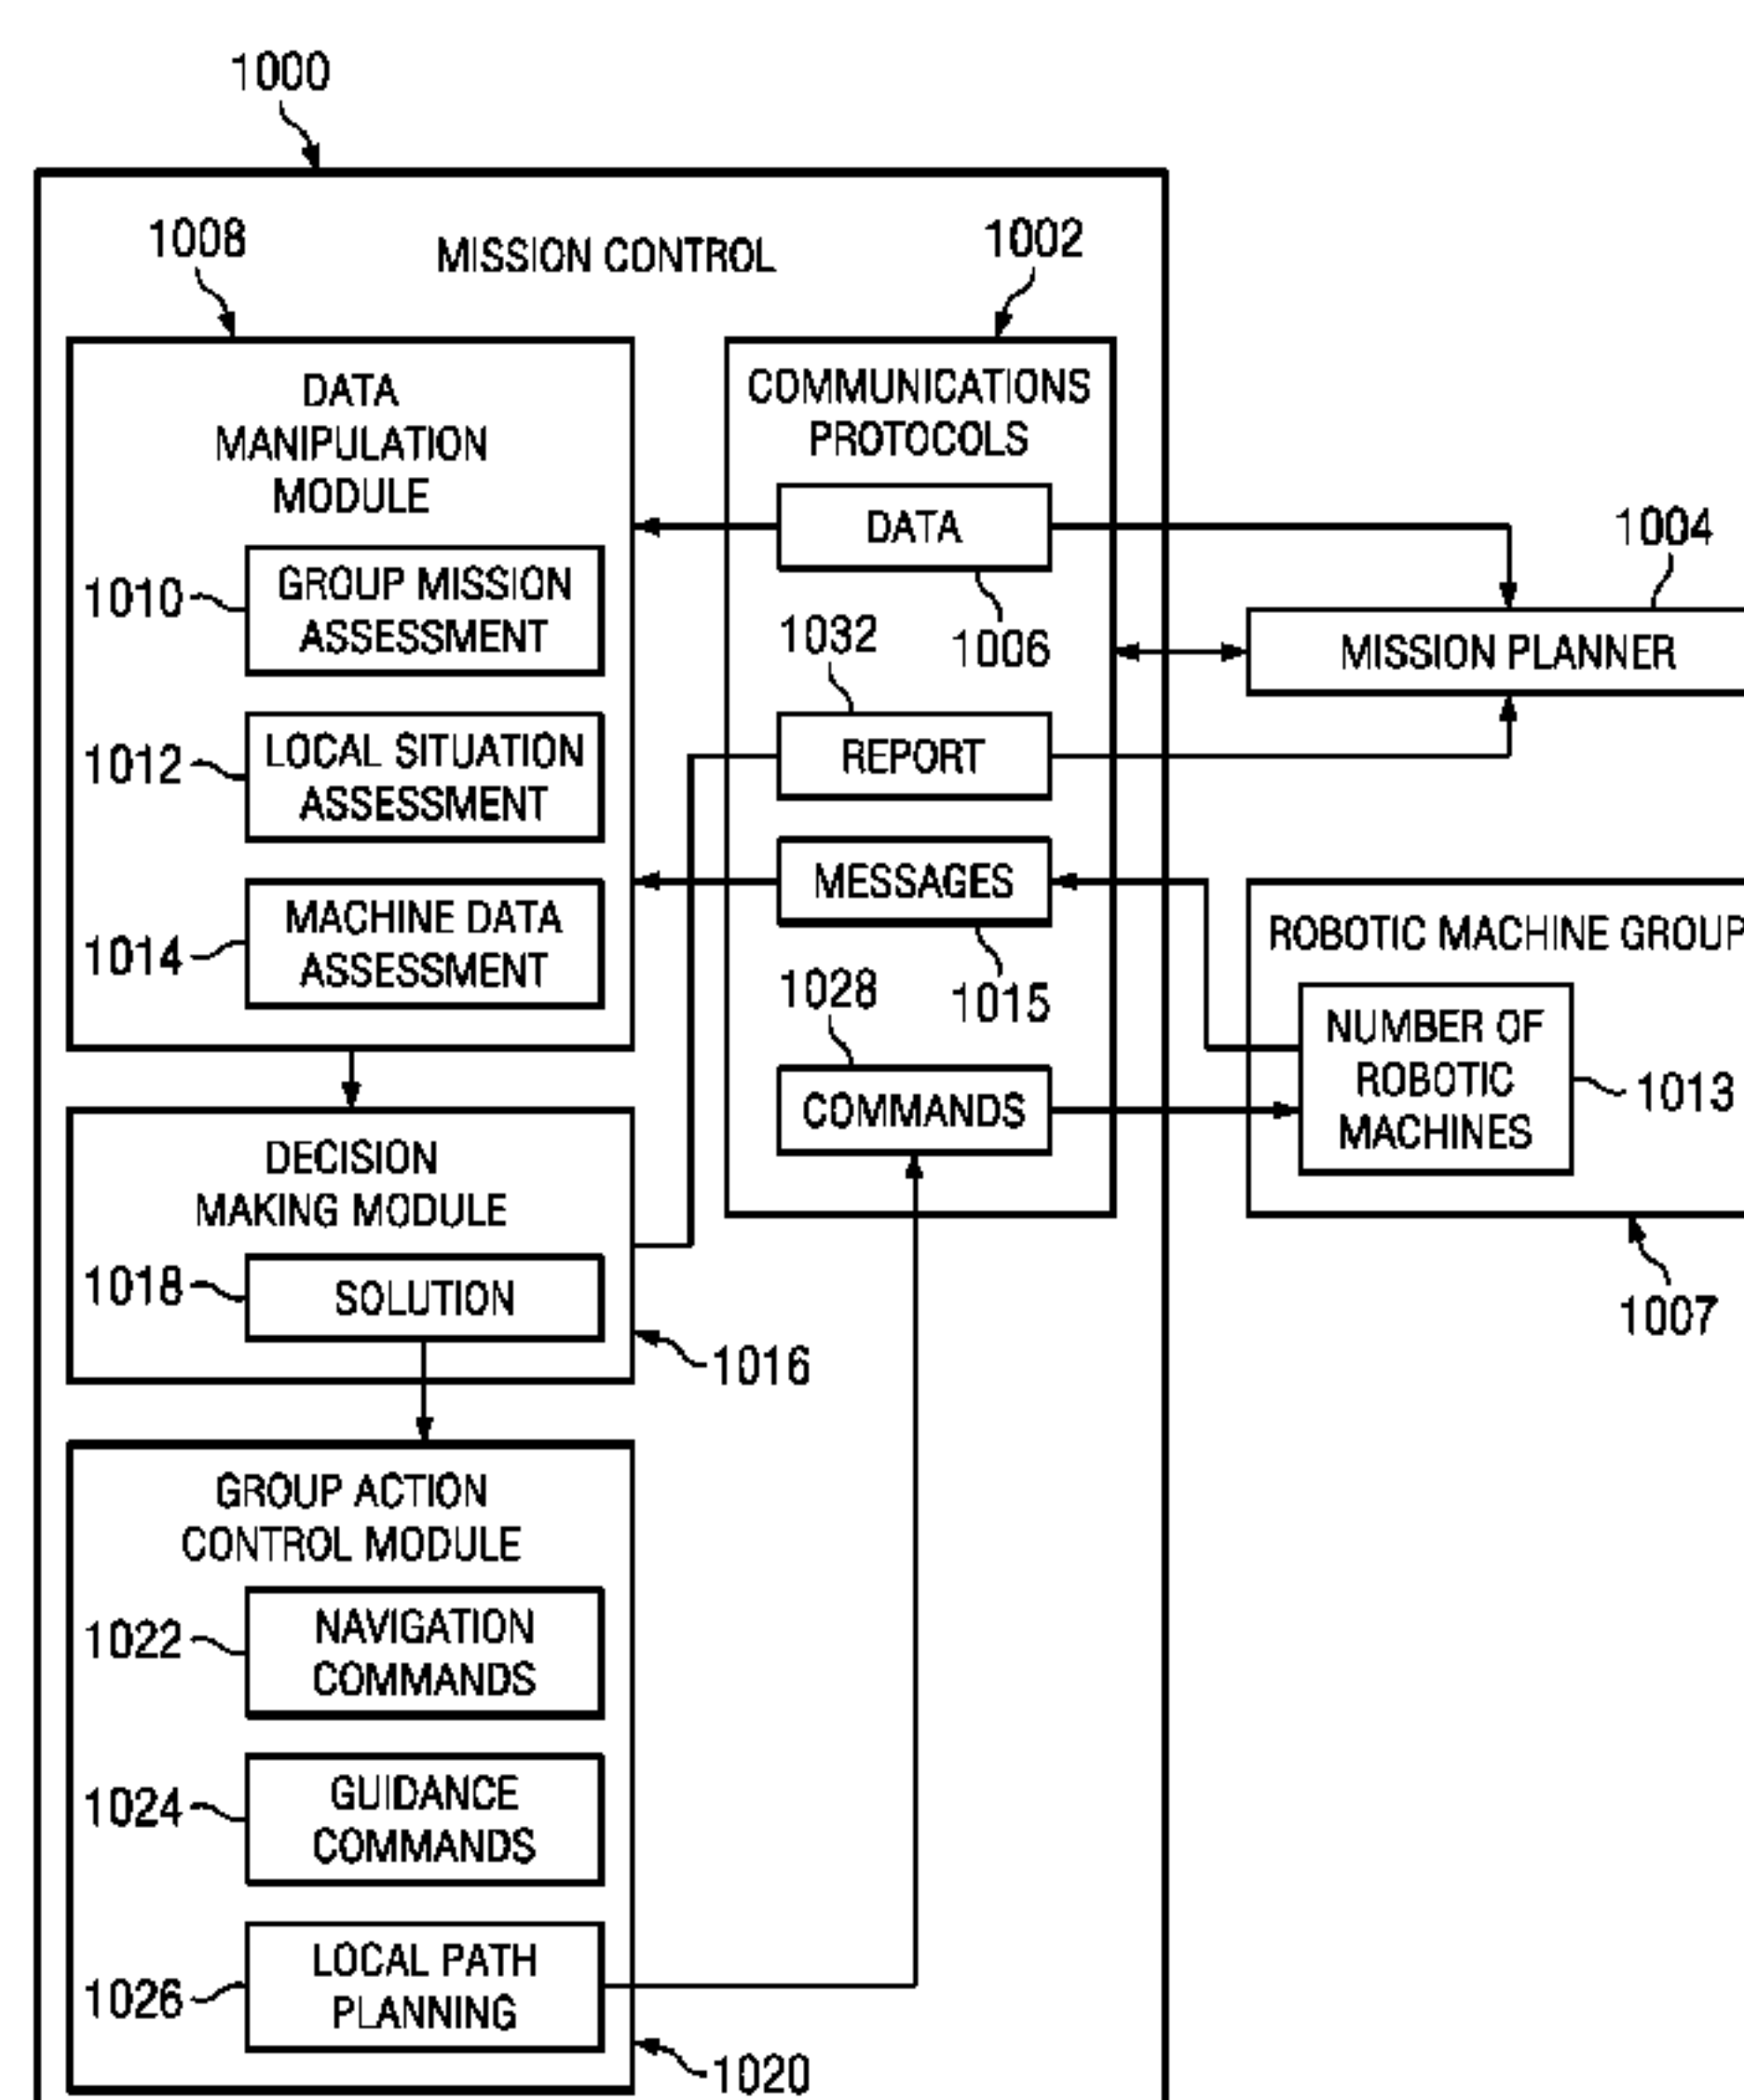 1000
1008
MISSION CONTROL
1002
DATA
MANIPULATION
MODULE
1010
GROUP MISSION
ASSESSMENT
1012
LOCAL SITUATION
ASSESSMENT
1014
MACHINE DATA
ASSESSMENT
COMMUNICATIONS
PROTOCOLS
DATA
1006
1032
REPORT
MESSAGES
1015
1028
COMMANDS
1004
MISSION PLANNER
ROBOTIC MACHINE GROUP
NUMBER OF
ROBOTIC
MACHINES
1013
1007
DECISION
MAKING MODULE
1018
SOLUTION
1016
GROUP ACTION
CONTROL MODULE
1022
NAVIGATION
COMMANDS
1024
GUIDANCE
COMMANDS
1026
LOCAL PATH
PLANNING
1020